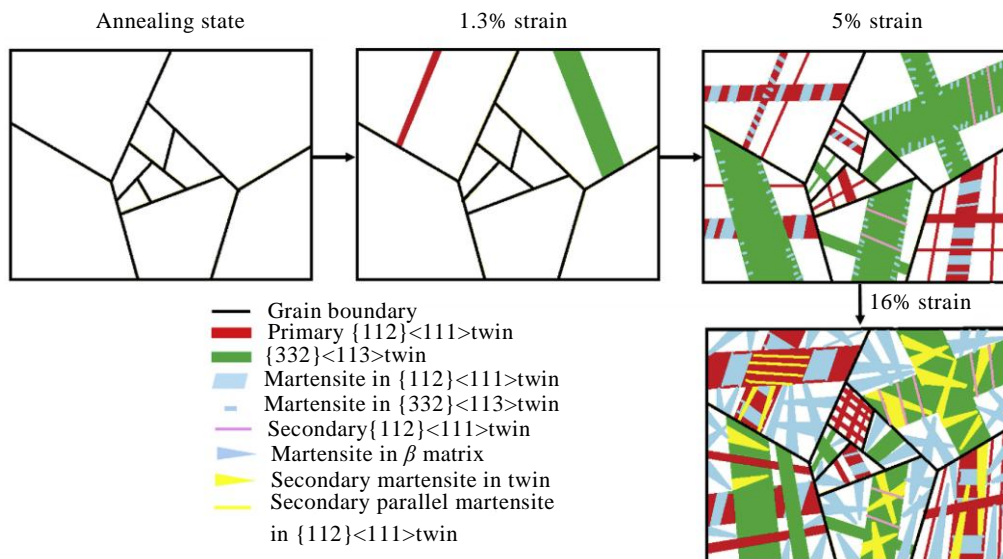 Annealing state
1.3% strain
5% strain
16% strain
Grain boundary
Primary {112}<111>twin
{332}<113>twin
Martensite in {112}<111>twin
Martensite in {332}<113>twin
Secondary{112}<111>twin
Martensite in β matrix
Secondary martensite in twin
Secondary parallel martensite
in {112}<111>twin